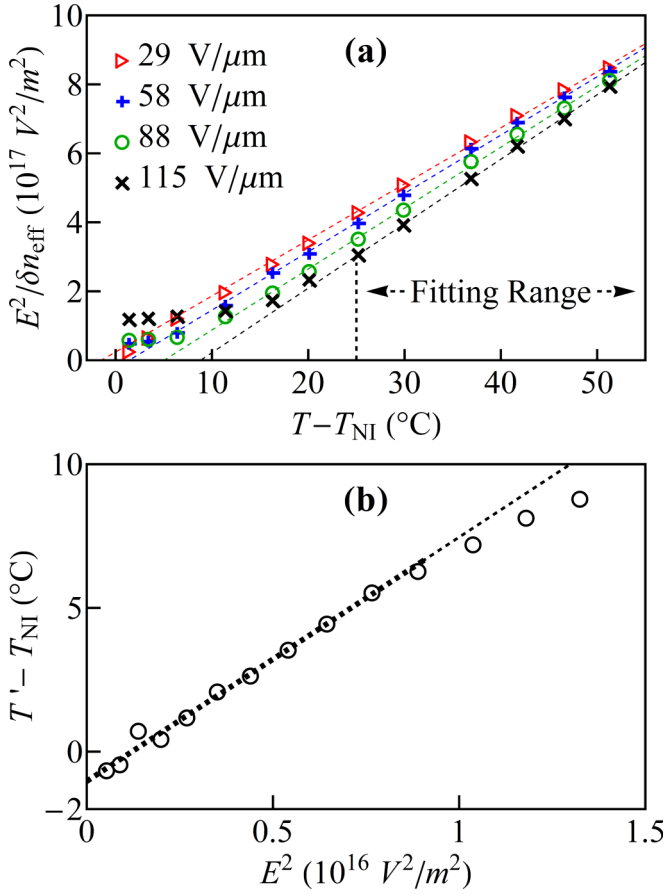 (a)
29 V/μm
58 V/μm
88 V/μm
115 V/μm
Fitting Range
10
8
6
4
2
0
E²/δn_eff (10¹⁷ V²/m²)
0 10 20 30 40 50
T−T_NI (°C)
(b)
10
5
0
−2
T'−T_NI (°C)
0 0.5 1 1.5
E² (10¹⁶ V²/m²)